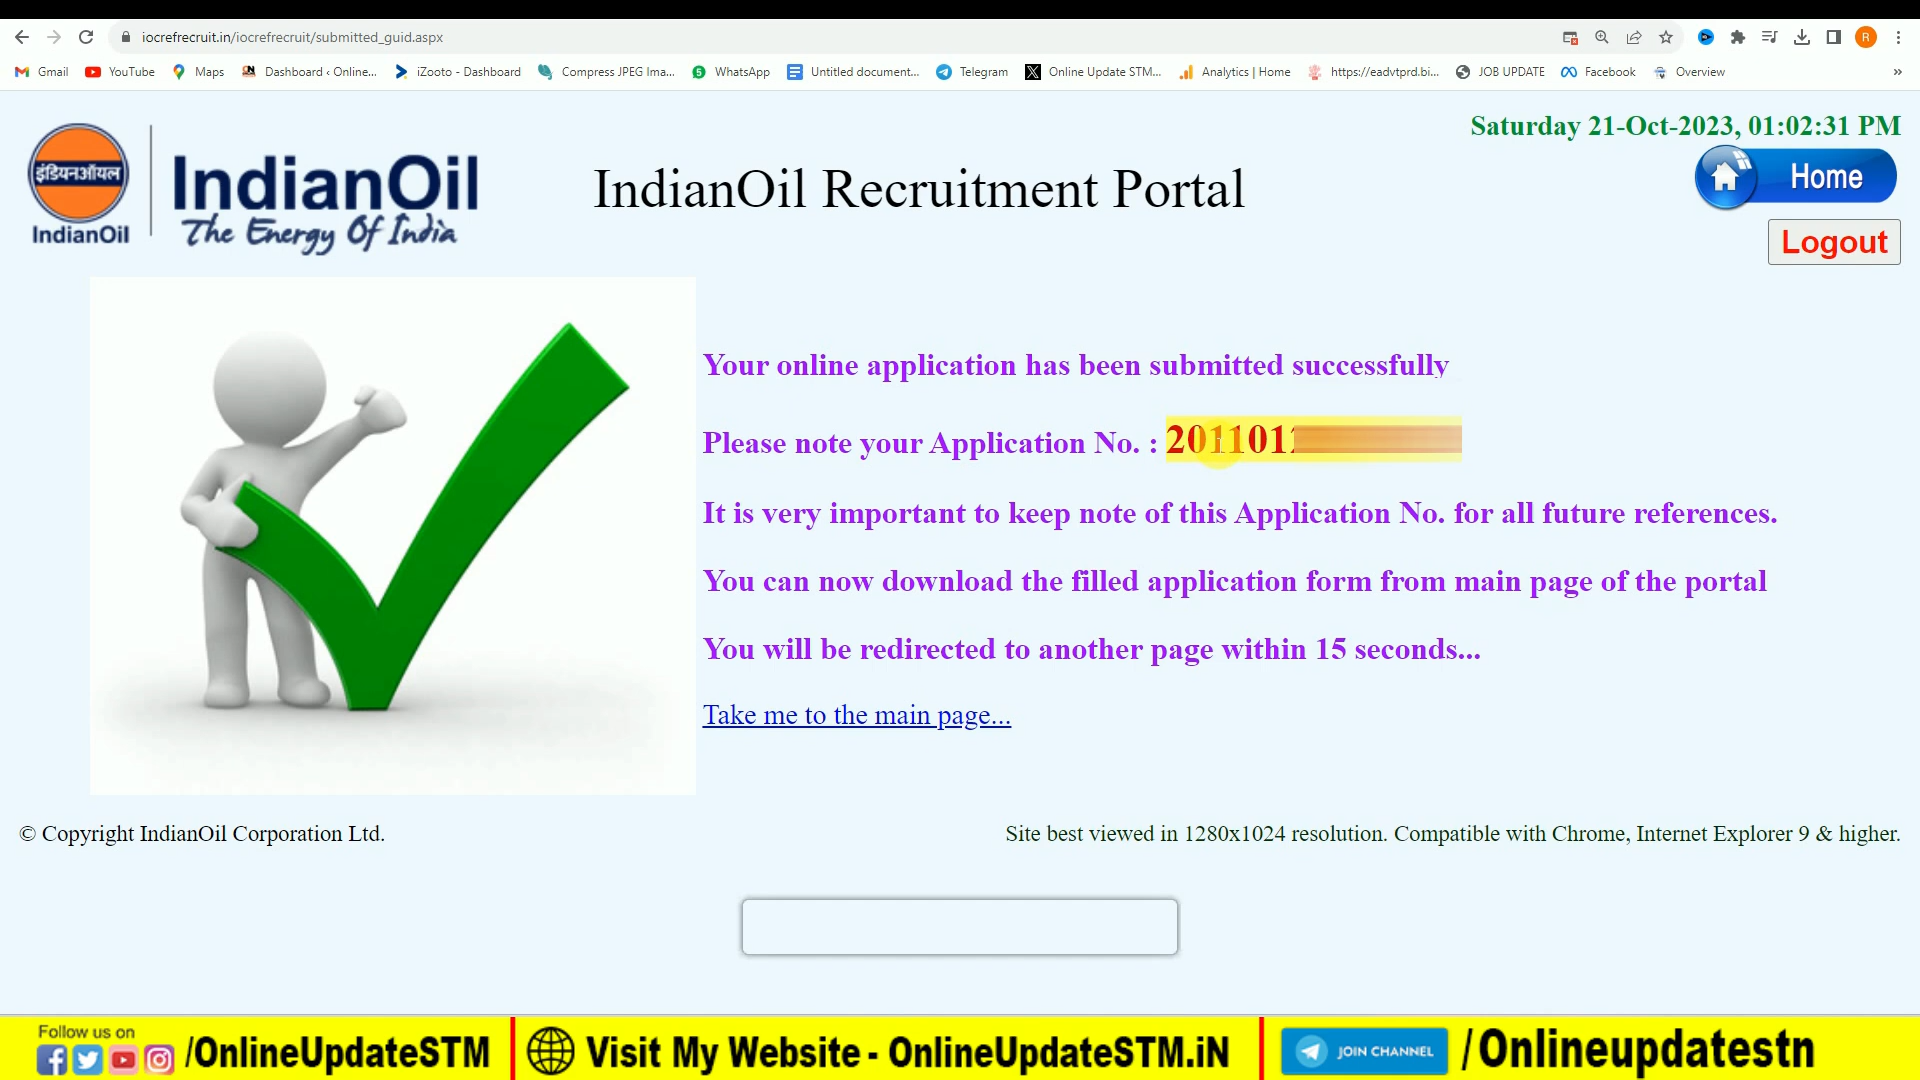 iocrefrecruit.in/iocrefrecruit/submitted_guid.aspx
R
Gmail YouTube Maps Dashboard ‹ Online... iZooto - Dashboard Compress JPEG Ima... WhatsApp Untitled document... Telegram Online Update STM... Analytics | Home https://eadvtprd.bi... JOB UPDATE Facebook Overview »
Saturday 21-Oct-2023, 01:02:31 PM
इंडियनऑयल
IndianOil
IndianOil
The Energy Of India
IndianOil Recruitment Portal
Home
Logout
Your online application has been submitted successfully
Please note your Application No. : 201101
It is very important to keep note of this Application No. for all future references.
You can now download the filled application form from main page of the portal
You will be redirected to another page within 15 seconds...
Take me to the main page...
© Copyright IndianOil Corporation Ltd.
Site best viewed in 1280x1024 resolution. Compatible with Chrome, Internet Explorer 9 & higher.
Follow us on
/OnlineUpdateSTM
Visit My Website - OnlineUpdateSTM.iN
JOIN CHANNEL
/Onlineupdatestn